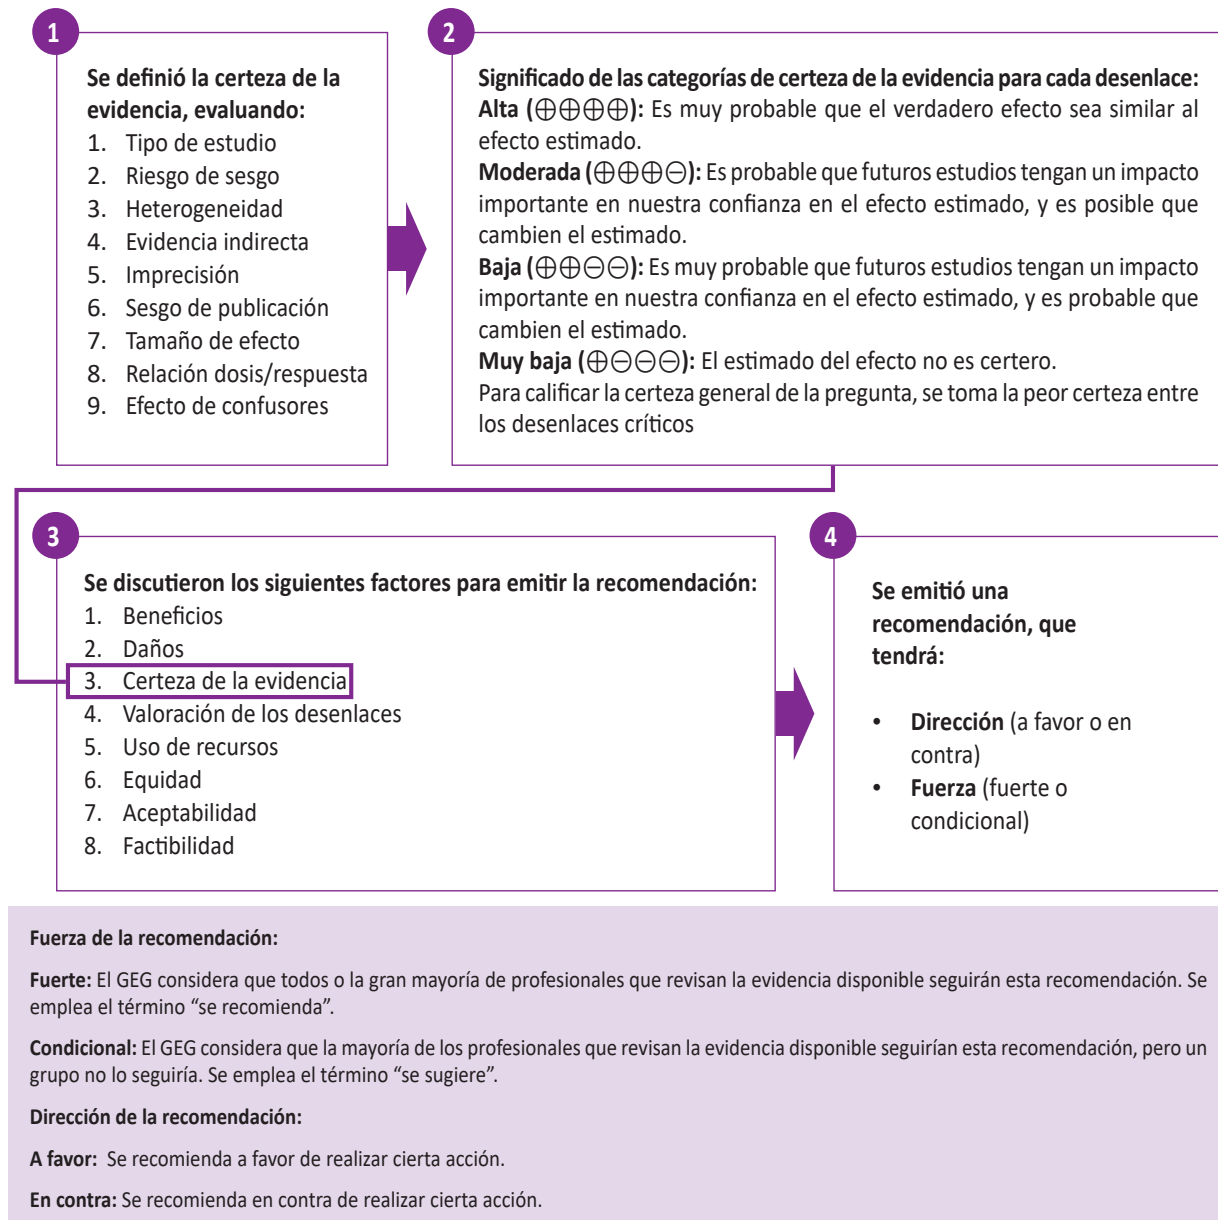 1
Se definió la certeza de la
evidencia, evaluando:
1. Tipo de estudio
2. Riesgo de sesgo
3. Heterogeneidad
4. Evidencia indirecta
5. Imprecisión
6. Sesgo de publicación
7. Tamaño de efecto
8. Relación dosis/respuesta
9. Efecto de confusores
2
Significado de las categorías de certeza de la evidencia para cada desenlace:
Alta (⊕⊕⊕⊕): Es muy probable que el verdadero efecto sea similar al
efecto estimado.
Moderada (⊕⊕⊕⊖): Es probable que futuros estudios tengan un impacto
importante en nuestra confianza en el efecto estimado, y es posible que
cambien el estimado.
Baja (⊕⊕⊖⊖): Es muy probable que futuros estudios tengan un impacto
importante en nuestra confianza en el efecto estimado, y es probable que
cambien el estimado.
Muy baja (⊕⊖⊖⊖): El estimado del efecto no es certero.
Para calificar la certeza general de la pregunta, se toma la peor certeza entre
los desenlaces críticos
3
Se discutieron los siguientes factores para emitir la recomendación:
1. Beneficios
2. Daños
3. Certeza de la evidencia
4. Valoración de los desenlaces
5. Uso de recursos
6. Equidad
7. Aceptabilidad
8. Factibilidad
4
Se emitió una
recomendación, que
tendrá:
• Dirección (a favor o en
contra)
• Fuerza (fuerte o
condicional)
Fuerza de la recomendación:
Fuerte: El GEG considera que todos o la gran mayoría de profesionales que revisan la evidencia disponible seguirán esta recomendación. Se
emplea el término “se recomienda”.
Condicional: El GEG considera que la mayoría de los profesionales que revisan la evidencia disponible seguirían esta recomendación, pero un
grupo no lo seguiría. Se emplea el término “se sugiere”.
Dirección de la recomendación:
A favor: Se recomienda a favor de realizar cierta acción.
En contra: Se recomienda en contra de realizar cierta acción.